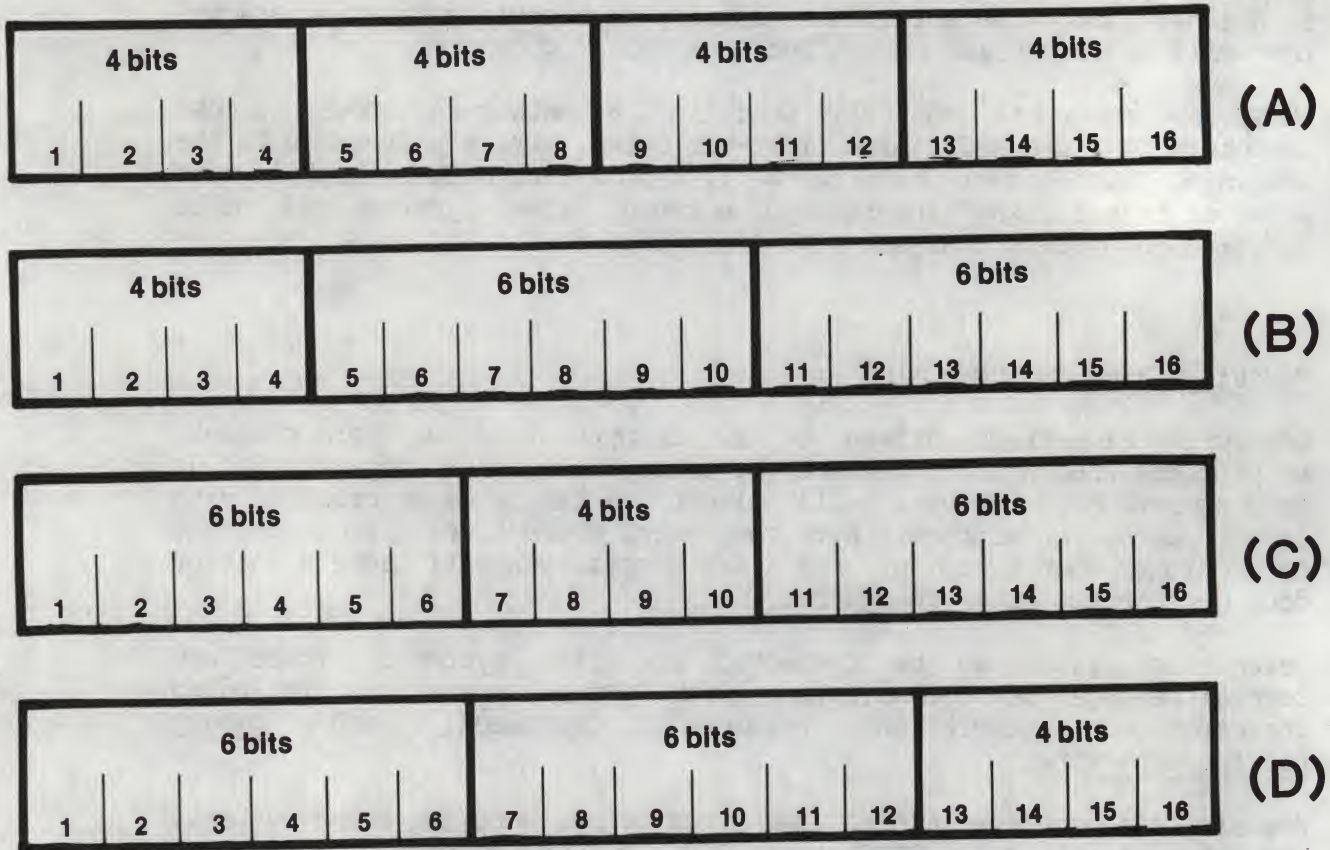 4 bits 4 bits 4 bits 4 bits
(A)
1 2 3 4 5 6 7 8 9 10 11 12 13 14 15 16
4 bits 6 bits 6 bits
(B)
1 2 3 4 5 6 7 8 9 10 11 12 13 14 15 16
6 bits 4 bits 6 bits
(C)
1 2 3 4 5 6 7 8 9 10 11 12 13 14 15 16
6 bits 6 bits 4 bits
(D)
1 2 3 4 5 6 7 8 9 10 11 12 13 14 15 16